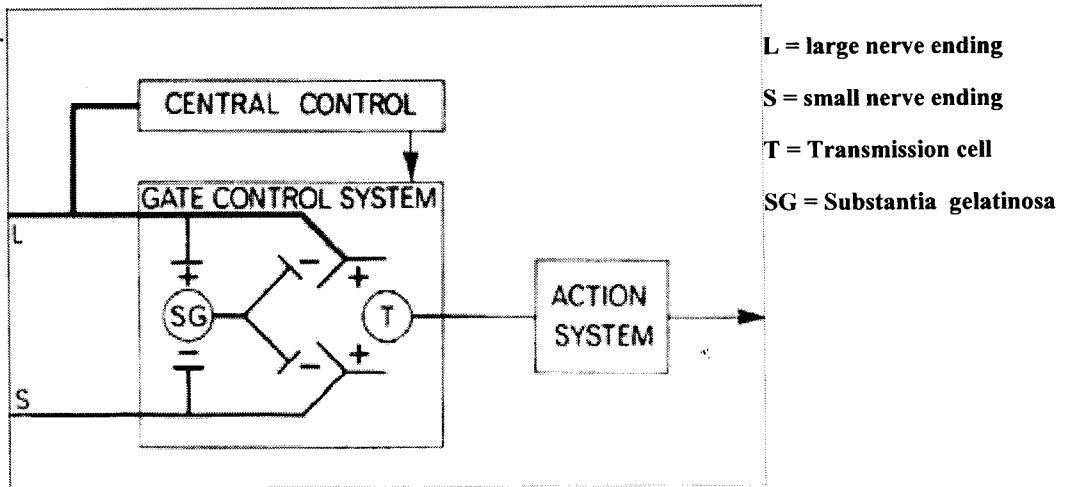 CENTRAL CONTROL
GATE CONTROL SYSTEM
L
+
-
+
SG
T
-
-
+
S
ACTION
SYSTEM
L = large nerve ending
S = small nerve ending
T = Transmission cell
SG = Substantia gelatinosa